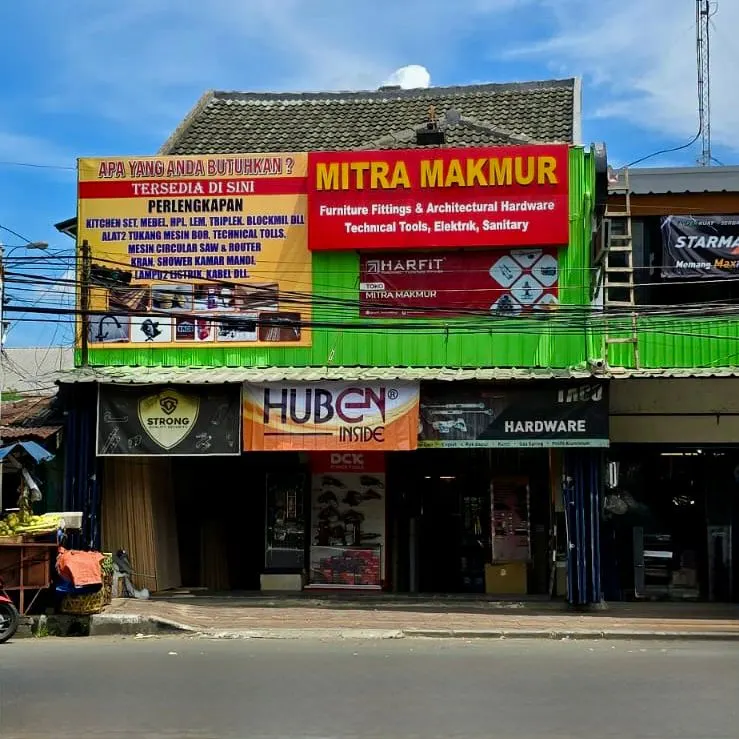 APA YANG ANDA BUTUHKAN ?
TERSEDIA DI SINI
PERLENGKAPAN
KITCHEN SET, MEBEL, HPL, LEM, TRIPLEK, BLOCKMIL DLL
ALAT2 TUKANG MESIN BOR, TECHNICAL TOLLS,
MESIN CIRCULAR SAW & ROUTER
KRAN, SHOWER KAMAR MANDI,
LAMPU2 LISTRIK, KABEL DLL.
MITRA MAKMUR
Furniture Fittings & Architectural Hardware
Technical Tools, Elektrik, Sanitary
HARFIT
TOKO
MITRA MAKMUR
STARMA
Memang Maxi
STRONG
HUBEN®
INSIDE
HARDWARE
DCK